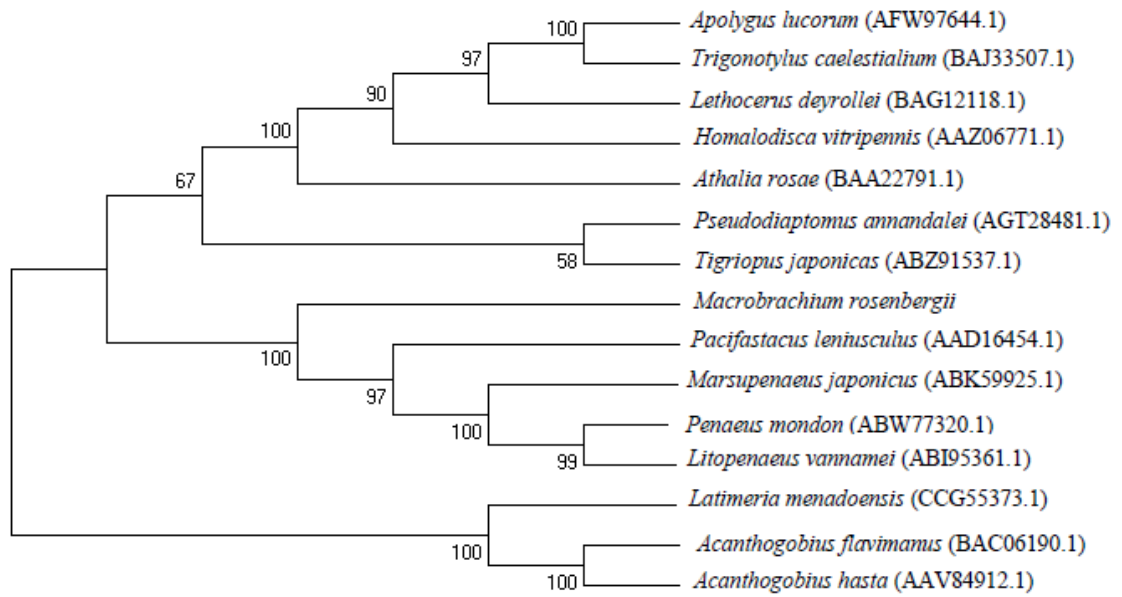 100
Apolygus lucorum (AFW97644.1)
Trigonotylus caelestialium (BAJ33507.1)
97
Lethocerus deyrollei (BAG12118.1)
90
Homalodisca vitripennis (AAZ06771.1)
100
Athalia rosae (BAA22791.1)
67
Pseudodiaptomus annandalei (AGT28481.1)
58
Tigriopus japonicas (ABZ91537.1)
Macrobrachium rosenbergii
100
Pacifastacus leniusculus (AAD16454.1)
97
Marsupenaeus japonicus (ABK59925.1)
100
Penaeus mondon (ABW77320.1)
99
Litopenaeus vannamei (ABI95361.1)
Latimeria menadoensis (CCG55373.1)
100
Acanthogobius flavimanus (BAC06190.1)
100
Acanthogobius hasta (AAV84912.1)